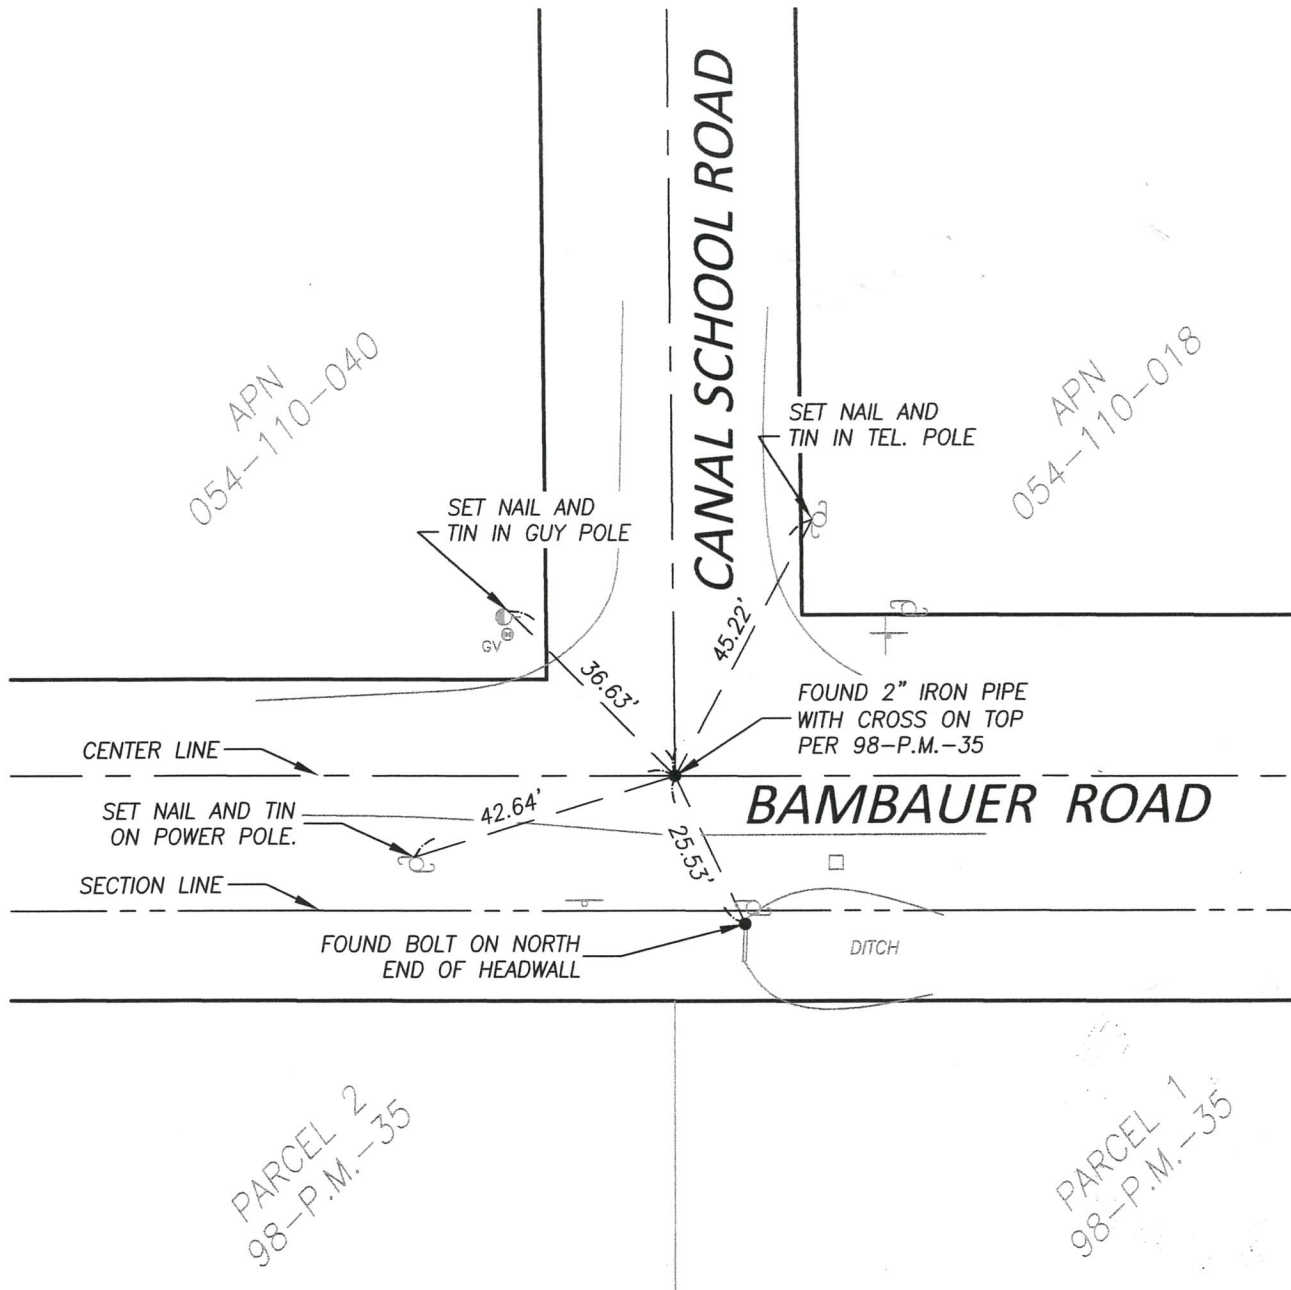 CANAL SCHOOL ROAD
APN
054-110-040
APN
054-110-018
SET NAIL AND
TIN IN TEL. POLE
SET NAIL AND
TIN IN GUY POLE
GV
45.22'
36.63'
FOUND 2" IRON PIPE
WITH CROSS ON TOP
PER 98-P.M.-35
CENTER LINE
BAMBAUER ROAD
SET NAIL AND TIN
ON POWER POLE.
42.64'
25.53'
SECTION LINE
FOUND BOLT ON NORTH
END OF HEADWALL
DITCH
PARCEL 2
98-P.M.-35
PARCEL 1
98-P.M.-35